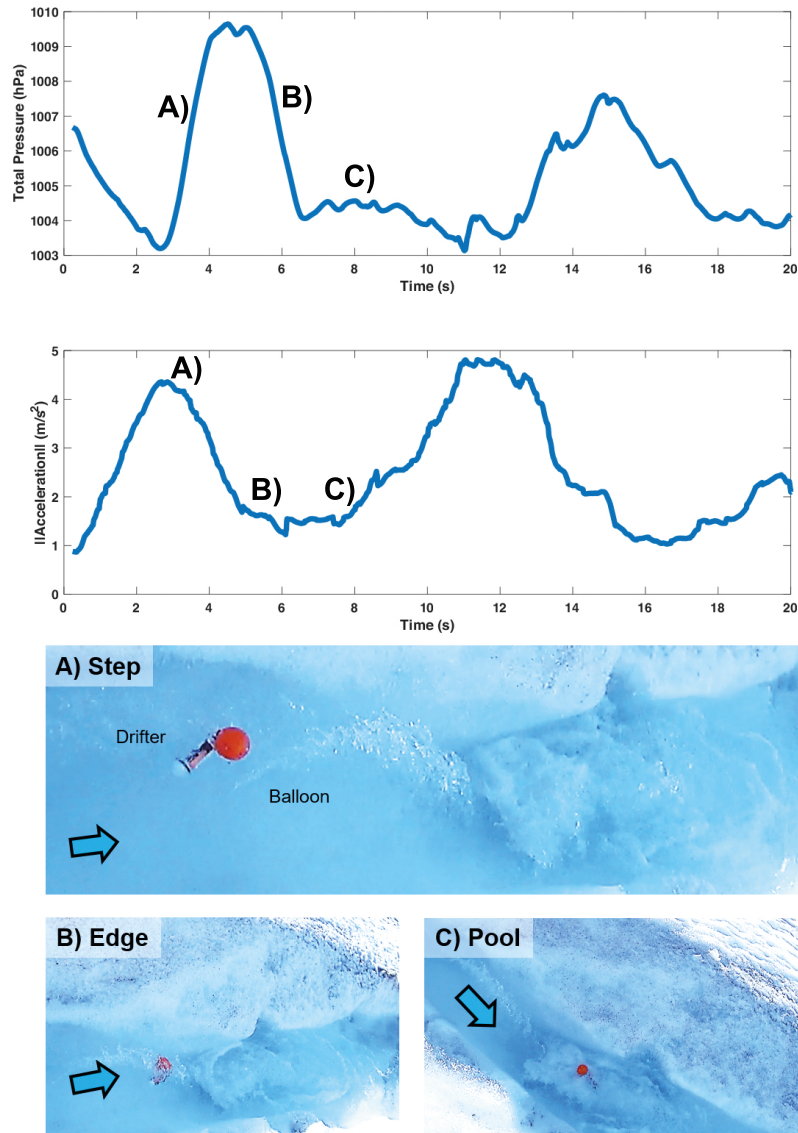 Total Pressure (hPa)
1010
1009
1008
1007
1006
1005
1004
1003
A)
B)
C)
0 2 4 6 8 10 12 14 16 18 20
Time (s)
||Acceleration|| (m/s²)
5
4
3
2
1
0
A)
B)
C)
0 2 4 6 8 10 12 14 16 18 20
Time (s)
A) Step
Drifter
Balloon
B) Edge
C) Pool